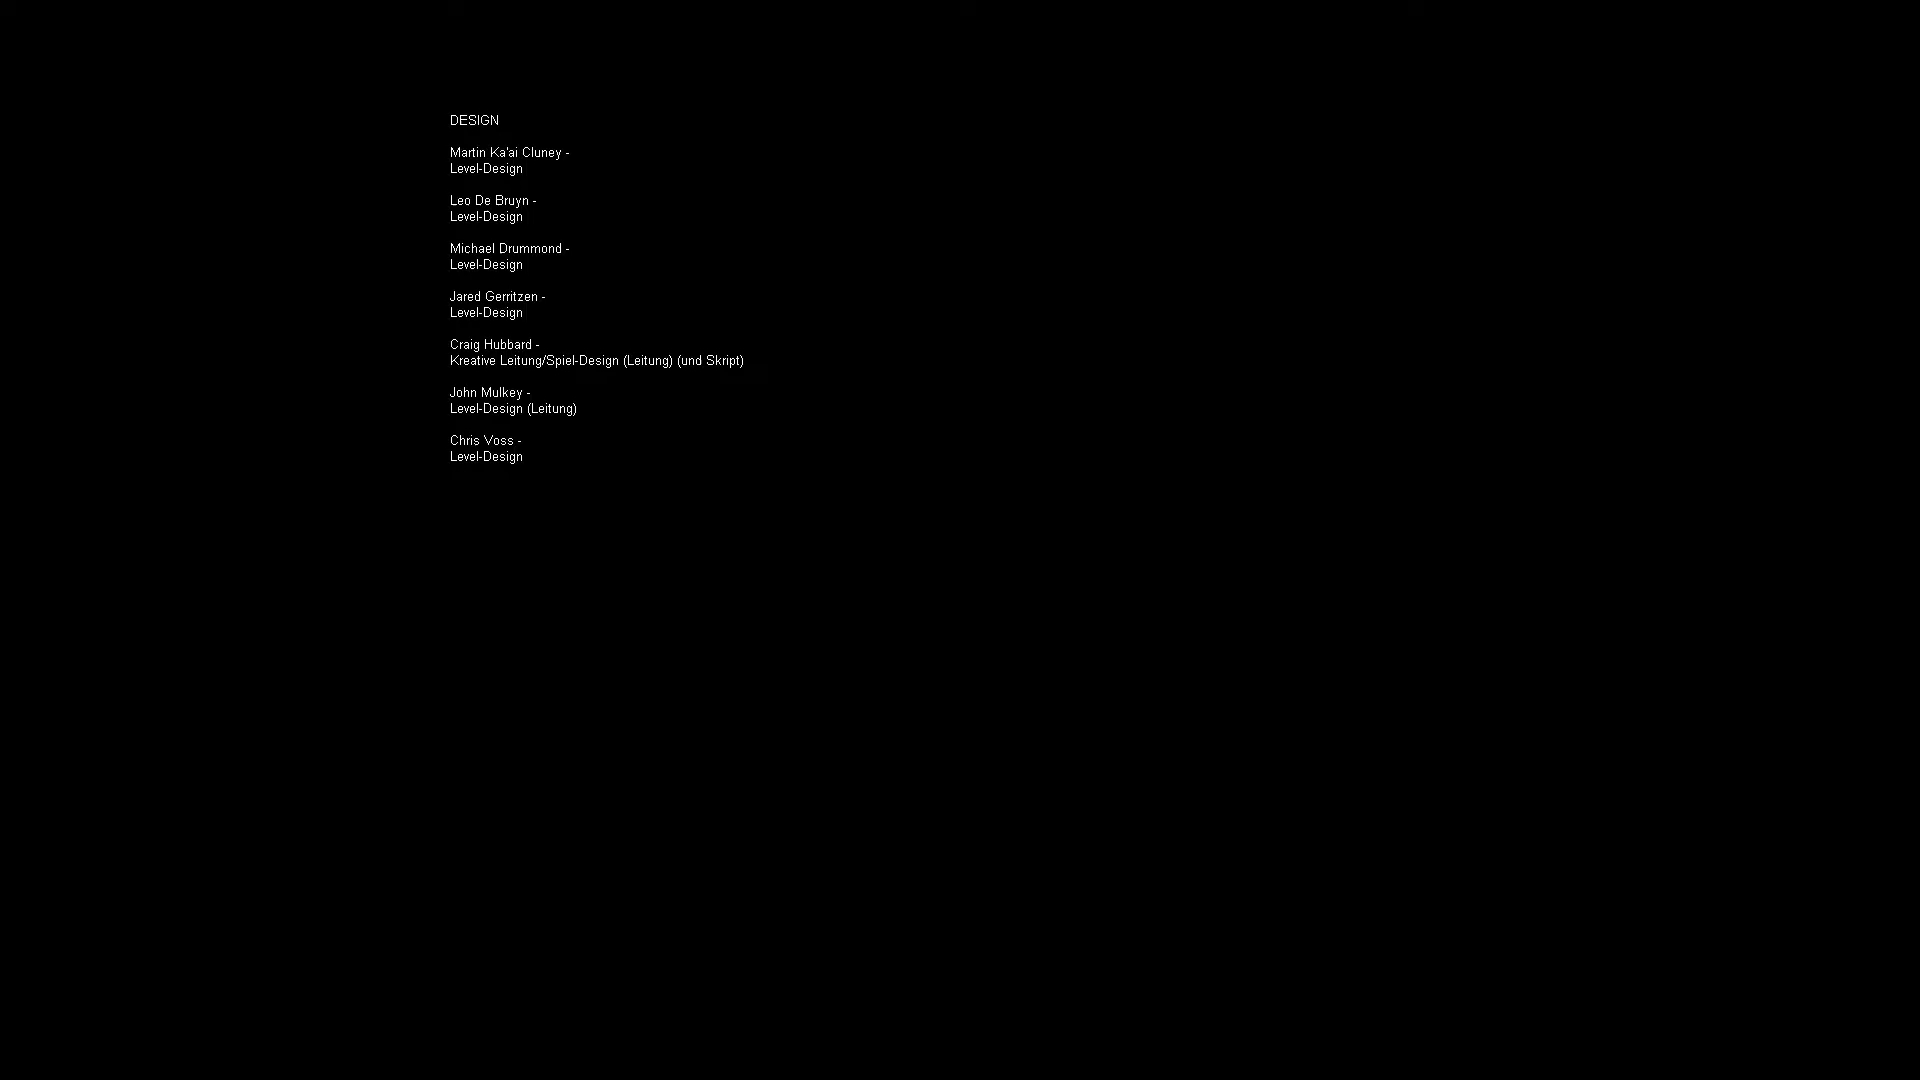 DESIGN
Martin Ka'ai Cluney -
Level-Design
Leo De Bruyn -
Level-Design
Michael Drummond -
Level-Design
Jared Gerritzen -
Level-Design
Craig Hubbard -
Kreative Leitung/Spiel-Design (Leitung) (und Skript)
John Mulkey -
Level-Design (Leitung)
Chris Voss -
Level-Design